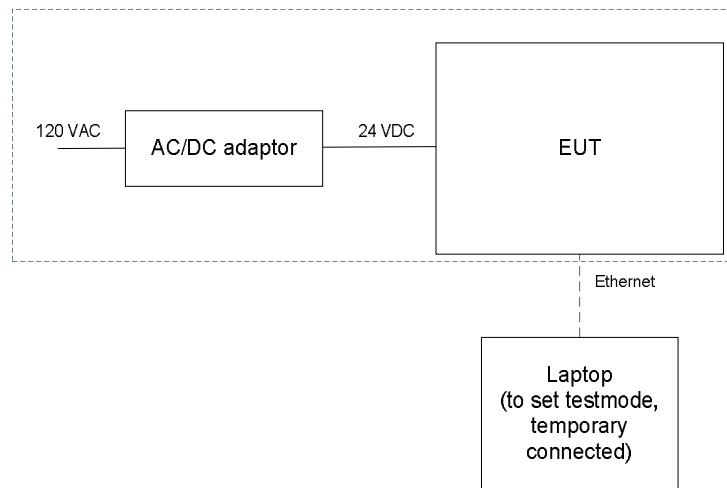 120 VAC
AC/DC adaptor
24 VDC
EUT
Ethernet
Laptop
(to set testmode,
temporary
connected)